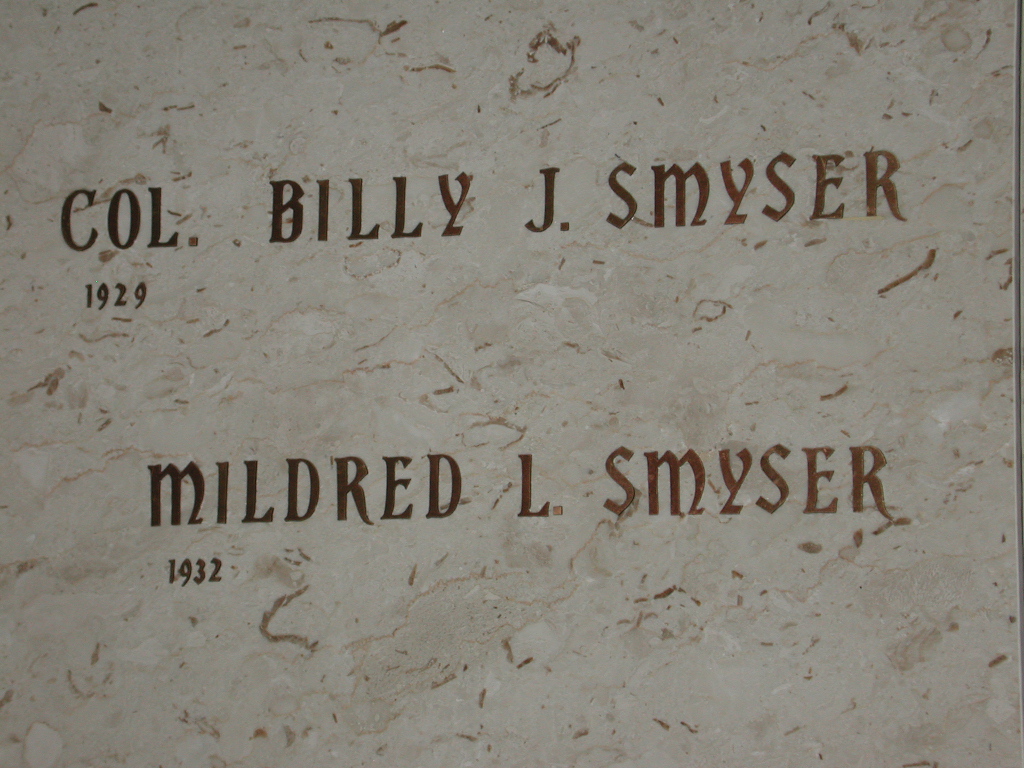 COL. BILLY J. SMYSER
1929
MILDRED L. SMYSER
1932